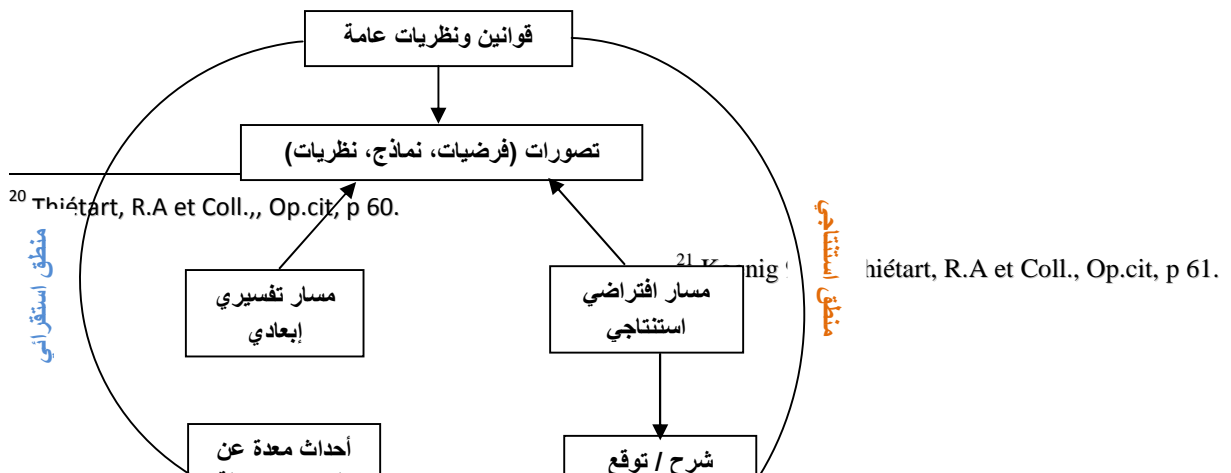 قوانين ونظريات عامة
تصورات (فرضيات، نماذج، نظريات)
20 Thiétart, R.A et Coll.,, Op.cit, p 60.
منطق استنتاجي
منطق استقرائي
21 hiétart, R.A et Coll., Op.cit, p 61.
مسار افتراضي
استنتاجي
مسار تفسيري
إبعادي
شرح / توقع
أحداث معدة عن